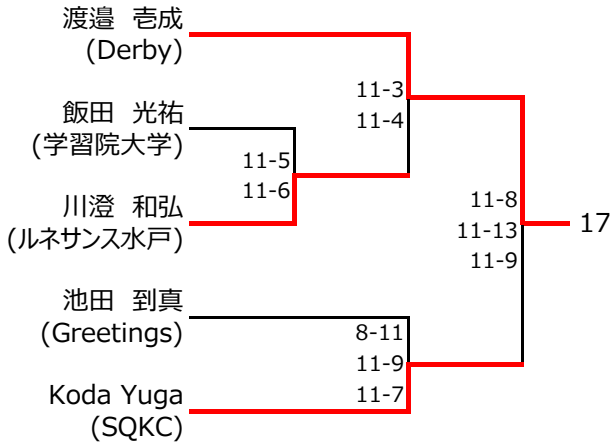 渡邉　壱成
(Derby)
飯田　光祐
(学習院大学)
川澄　和弘
(ルネサンス水戸)
池田　到真
(Greetings)
Koda Yuga
(SQKC)
11-3
11-4
11-5
11-6
8-11
11-9
11-7
11-8
11-13
11-9
17